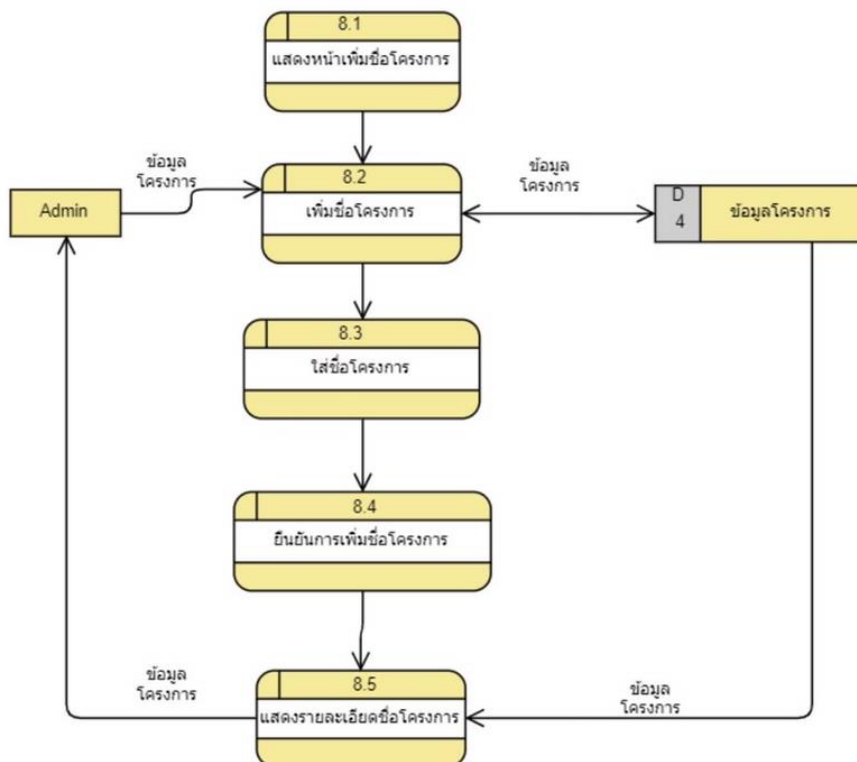 8.1
แสดงหน้าเพิ่มชื่อโครงการ
ข้อมูล
โครงการ
8.2
เพิ่มชื่อโครงการ
ข้อมูล
โครงการ
Admin
D
4
ข้อมูลโครงการ
8.3
ใส่ชื่อโครงการ
8.4
ยืนยันการเพิ่มชื่อโครงการ
ข้อมูล
โครงการ
8.5
แสดงรายละเอียดชื่อโครงการ
ข้อมูล
โครงการ